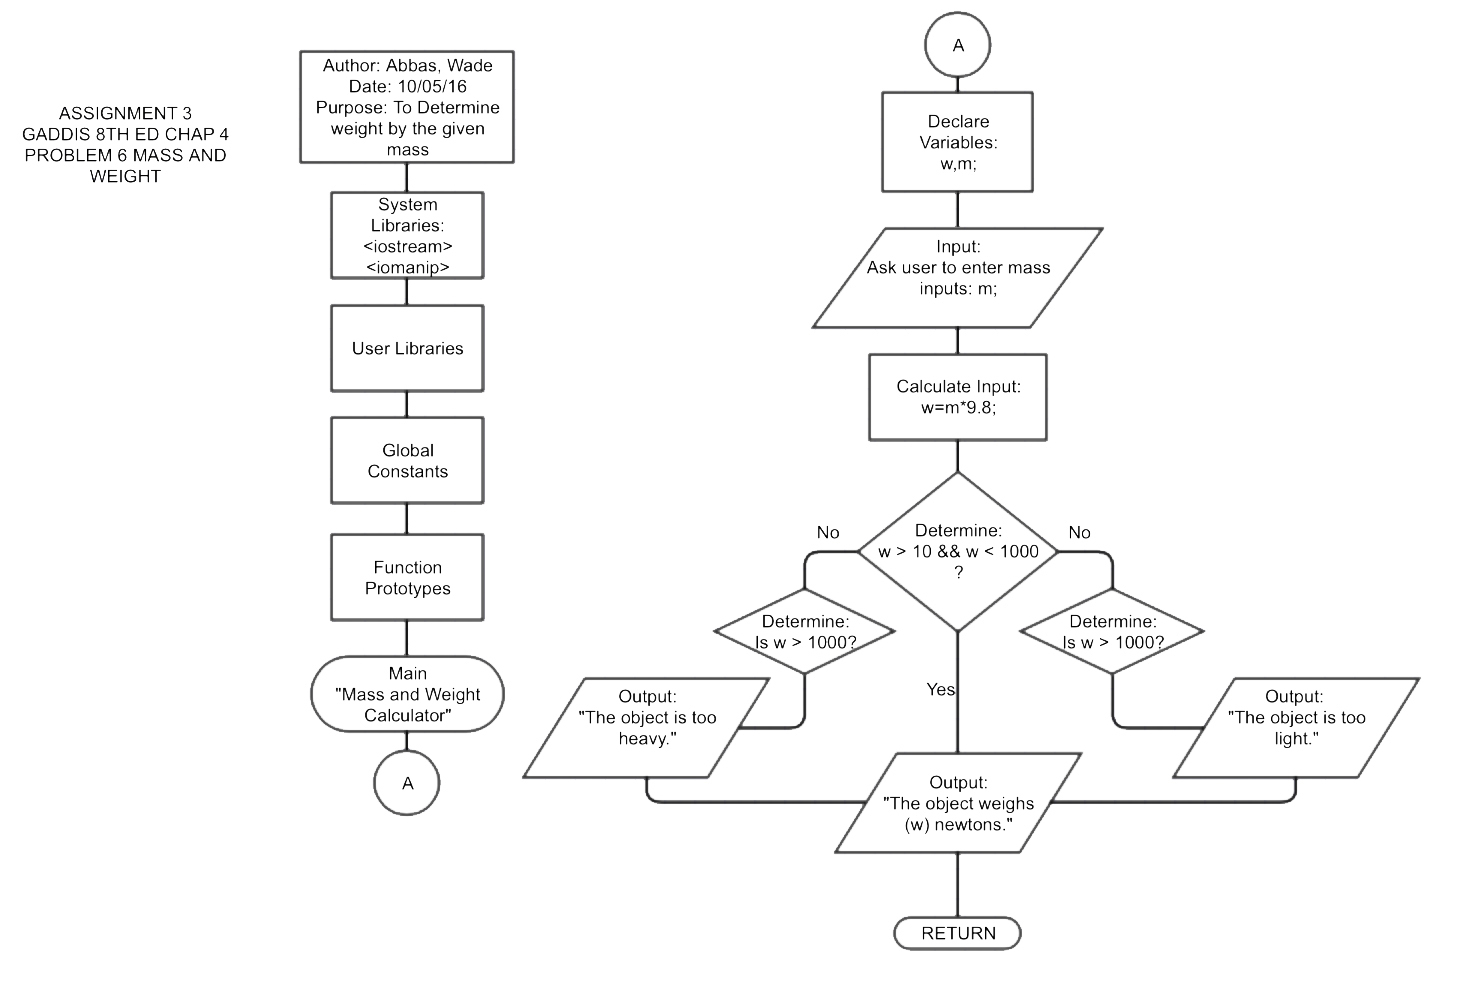 ASSIGNMENT 3
GADDIS 8TH ED CHAP 4
PROBLEM 6 MASS AND
WEIGHT
Author: Abbas, Wade
Date: 10/05/16
Purpose: To Determine
weight by the given
mass
System
Libraries:
<iostream>
<iomanip>
User Libraries
Global
Constants
Function
Prototypes
Main
"Mass and Weight
Calculator"
A
A
Declare
Variables:
w,m;
Input:
Ask user to enter mass
inputs: m;
Calculate Input:
w=m*9.8;
Determine:
w > 10 && w < 1000
?
No
No
Determine:
Is w > 1000?
Determine:
Is w > 1000?
Yes
Output:
"The object is too
heavy."
Output:
"The object is too
light."
Output:
"The object weighs
(w) newtons."
RETURN